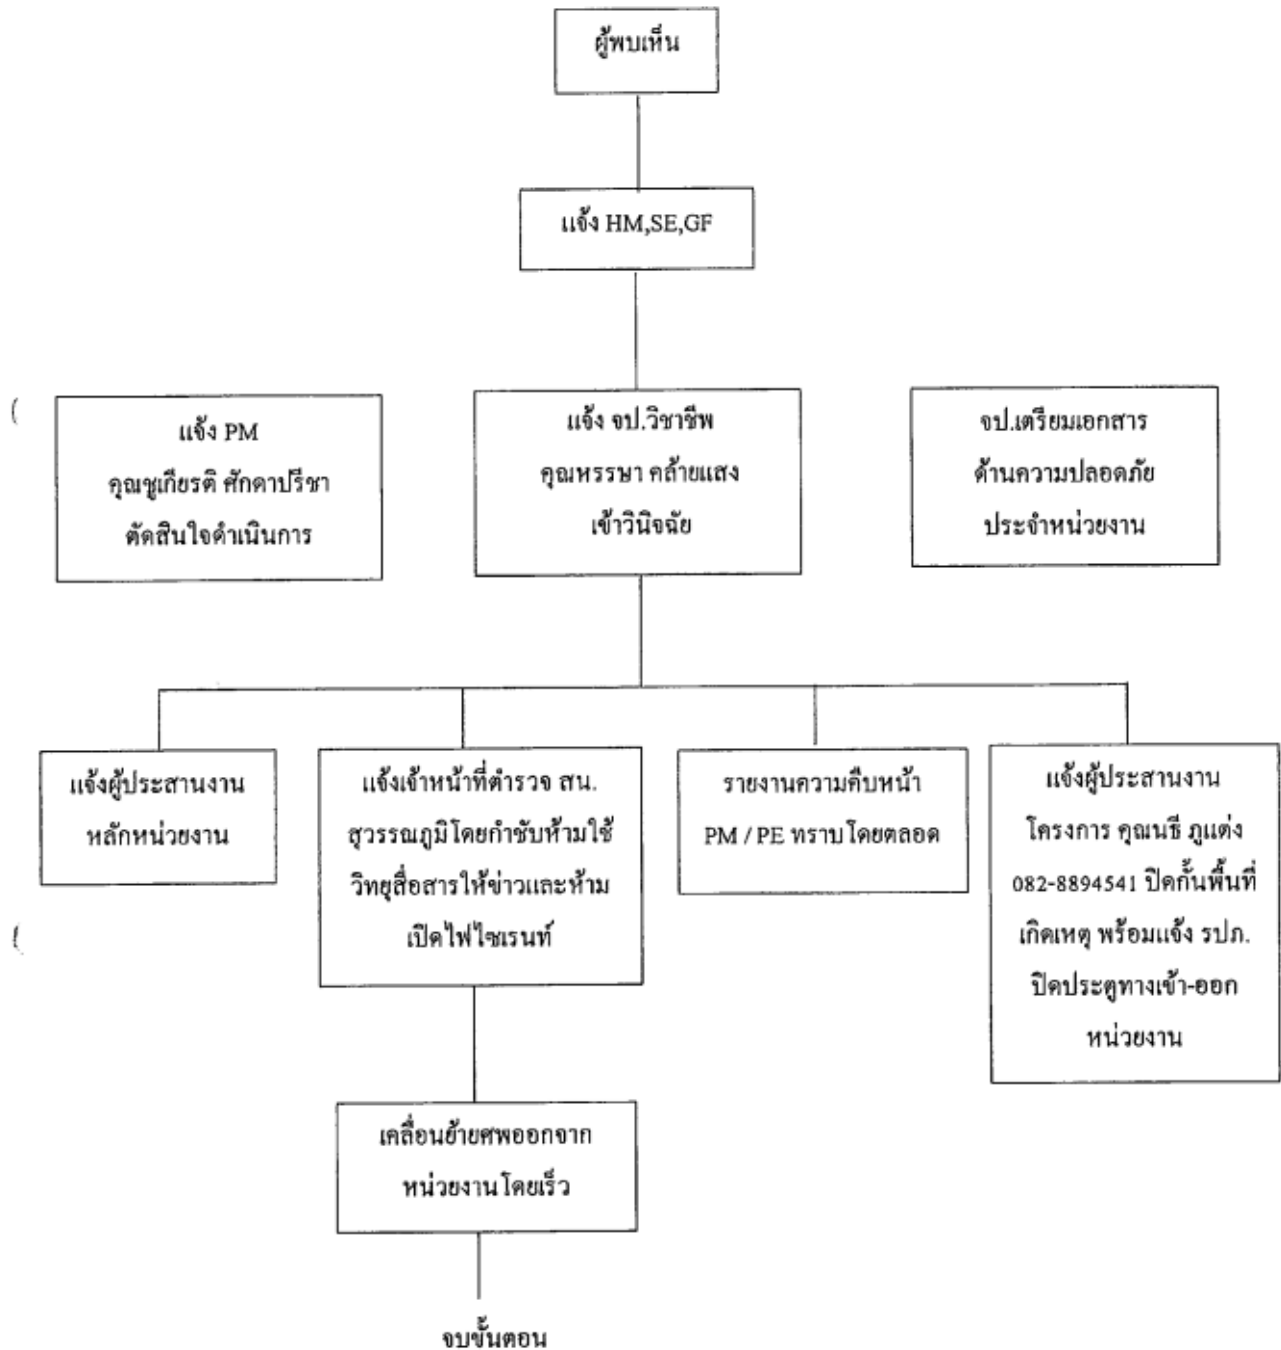 ผู้พบเห็น
แจ้ง HM,SE,GF
แจ้ง PM
คุณชูเกียรติ ศักดาปรีชา
ตัดสินใจดำเนินการ
แจ้ง จป.วิชาชีพ
คุณหรรษา คล้ายแสง
เข้าวินิจฉัย
จป.เตรียมเอกสาร
ด้านความปลอดภัย
ประจำหน่วยงาน
แจ้งผู้ประสานงาน
หลักหน่วยงาน
แจ้งเจ้าหน้าที่ตำรวจ สน.
สุวรรณภูมิโดยกำชับห้ามใช้
วิทยุสื่อสารให้ข่าวและห้าม
เปิดไฟไซเรนท์
รายงานความคืบหน้า
PM / PE ทราบโดยตลอด
แจ้งผู้ประสานงาน
โครงการ คุณนธี ภูแต่ง
082-8894541 ปิดกั้นพื้นที่
เกิดเหตุ พร้อมแจ้ง รปภ.
ปิดประตูทางเข้า-ออก
หน่วยงาน
เคลื่อนย้ายศพออกจาก
หน่วยงานโดยเร็ว
จบขั้นตอน